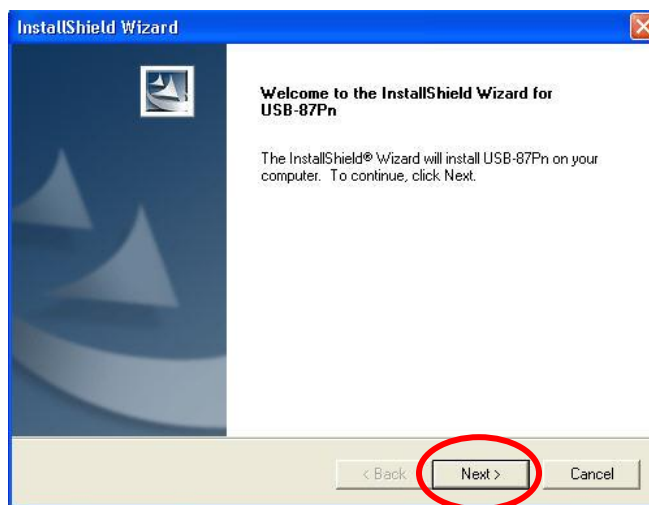 InstallShield Wizard
Welcome to the InstallShield Wizard for
USB-87Pn
The InstallShield® Wizard will install USB-87Pn on your
computer. To continue, click Next.
< Back
Next >
Cancel